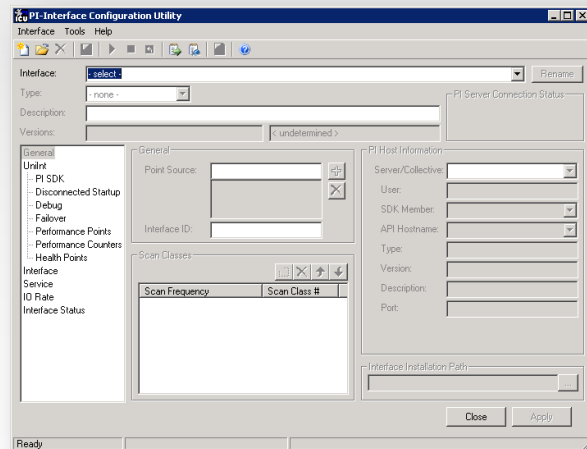 icu PI-Interface Configuration Utility
Interface Tools Help
Interface: - select - Rename
Type: - none - PI Server Connection Status
Description:
Versions: < undetermined >
General
UniInt
PI SDK
Disconnected Startup
Debug
Failover
Performance Points
Performance Counters
Health Points
Interface
Service
IO Rate
Interface Status
General
Point Source:
Interface ID:
Scan Classes
Scan Frequency Scan Class #
PI Host Information
Server/Collective:
User:
SDK Member:
API Hostname:
Type:
Version:
Description:
Port:
Interface Installation Path
...
Close Apply
Ready